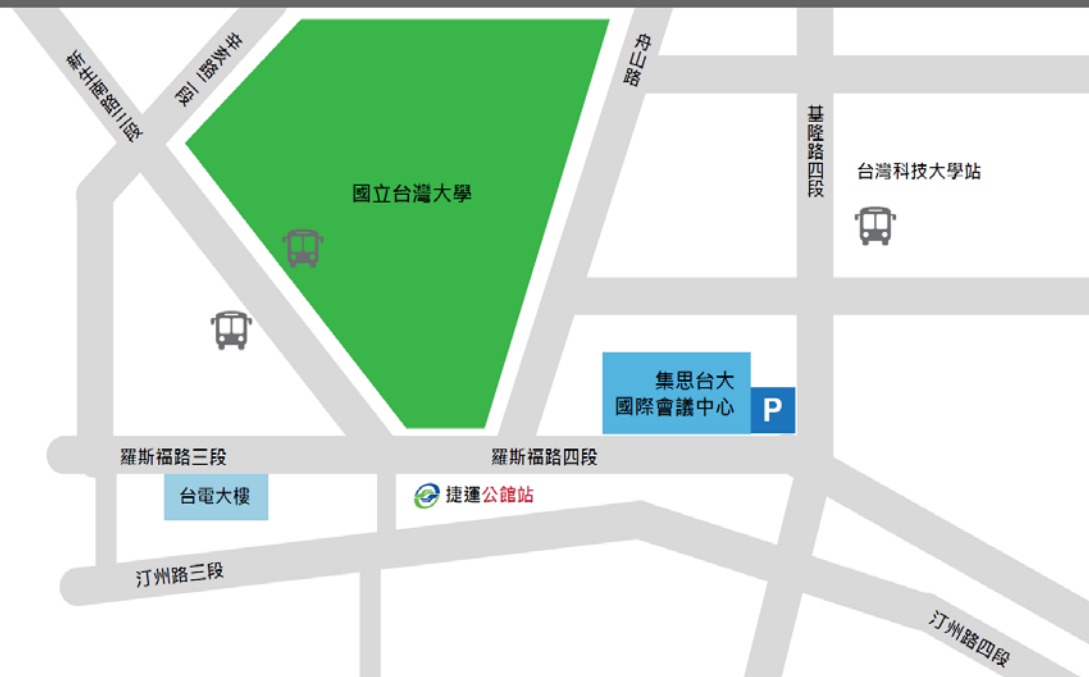 新生南路三段
辛亥路二段
舟山路
基隆路四段
台灣科技大學站
國立台灣大學
集思台大
國際會議中心
P
羅斯福路三段
羅斯福路四段
台電大樓
捷運公館站
汀州路三段
汀州路四段